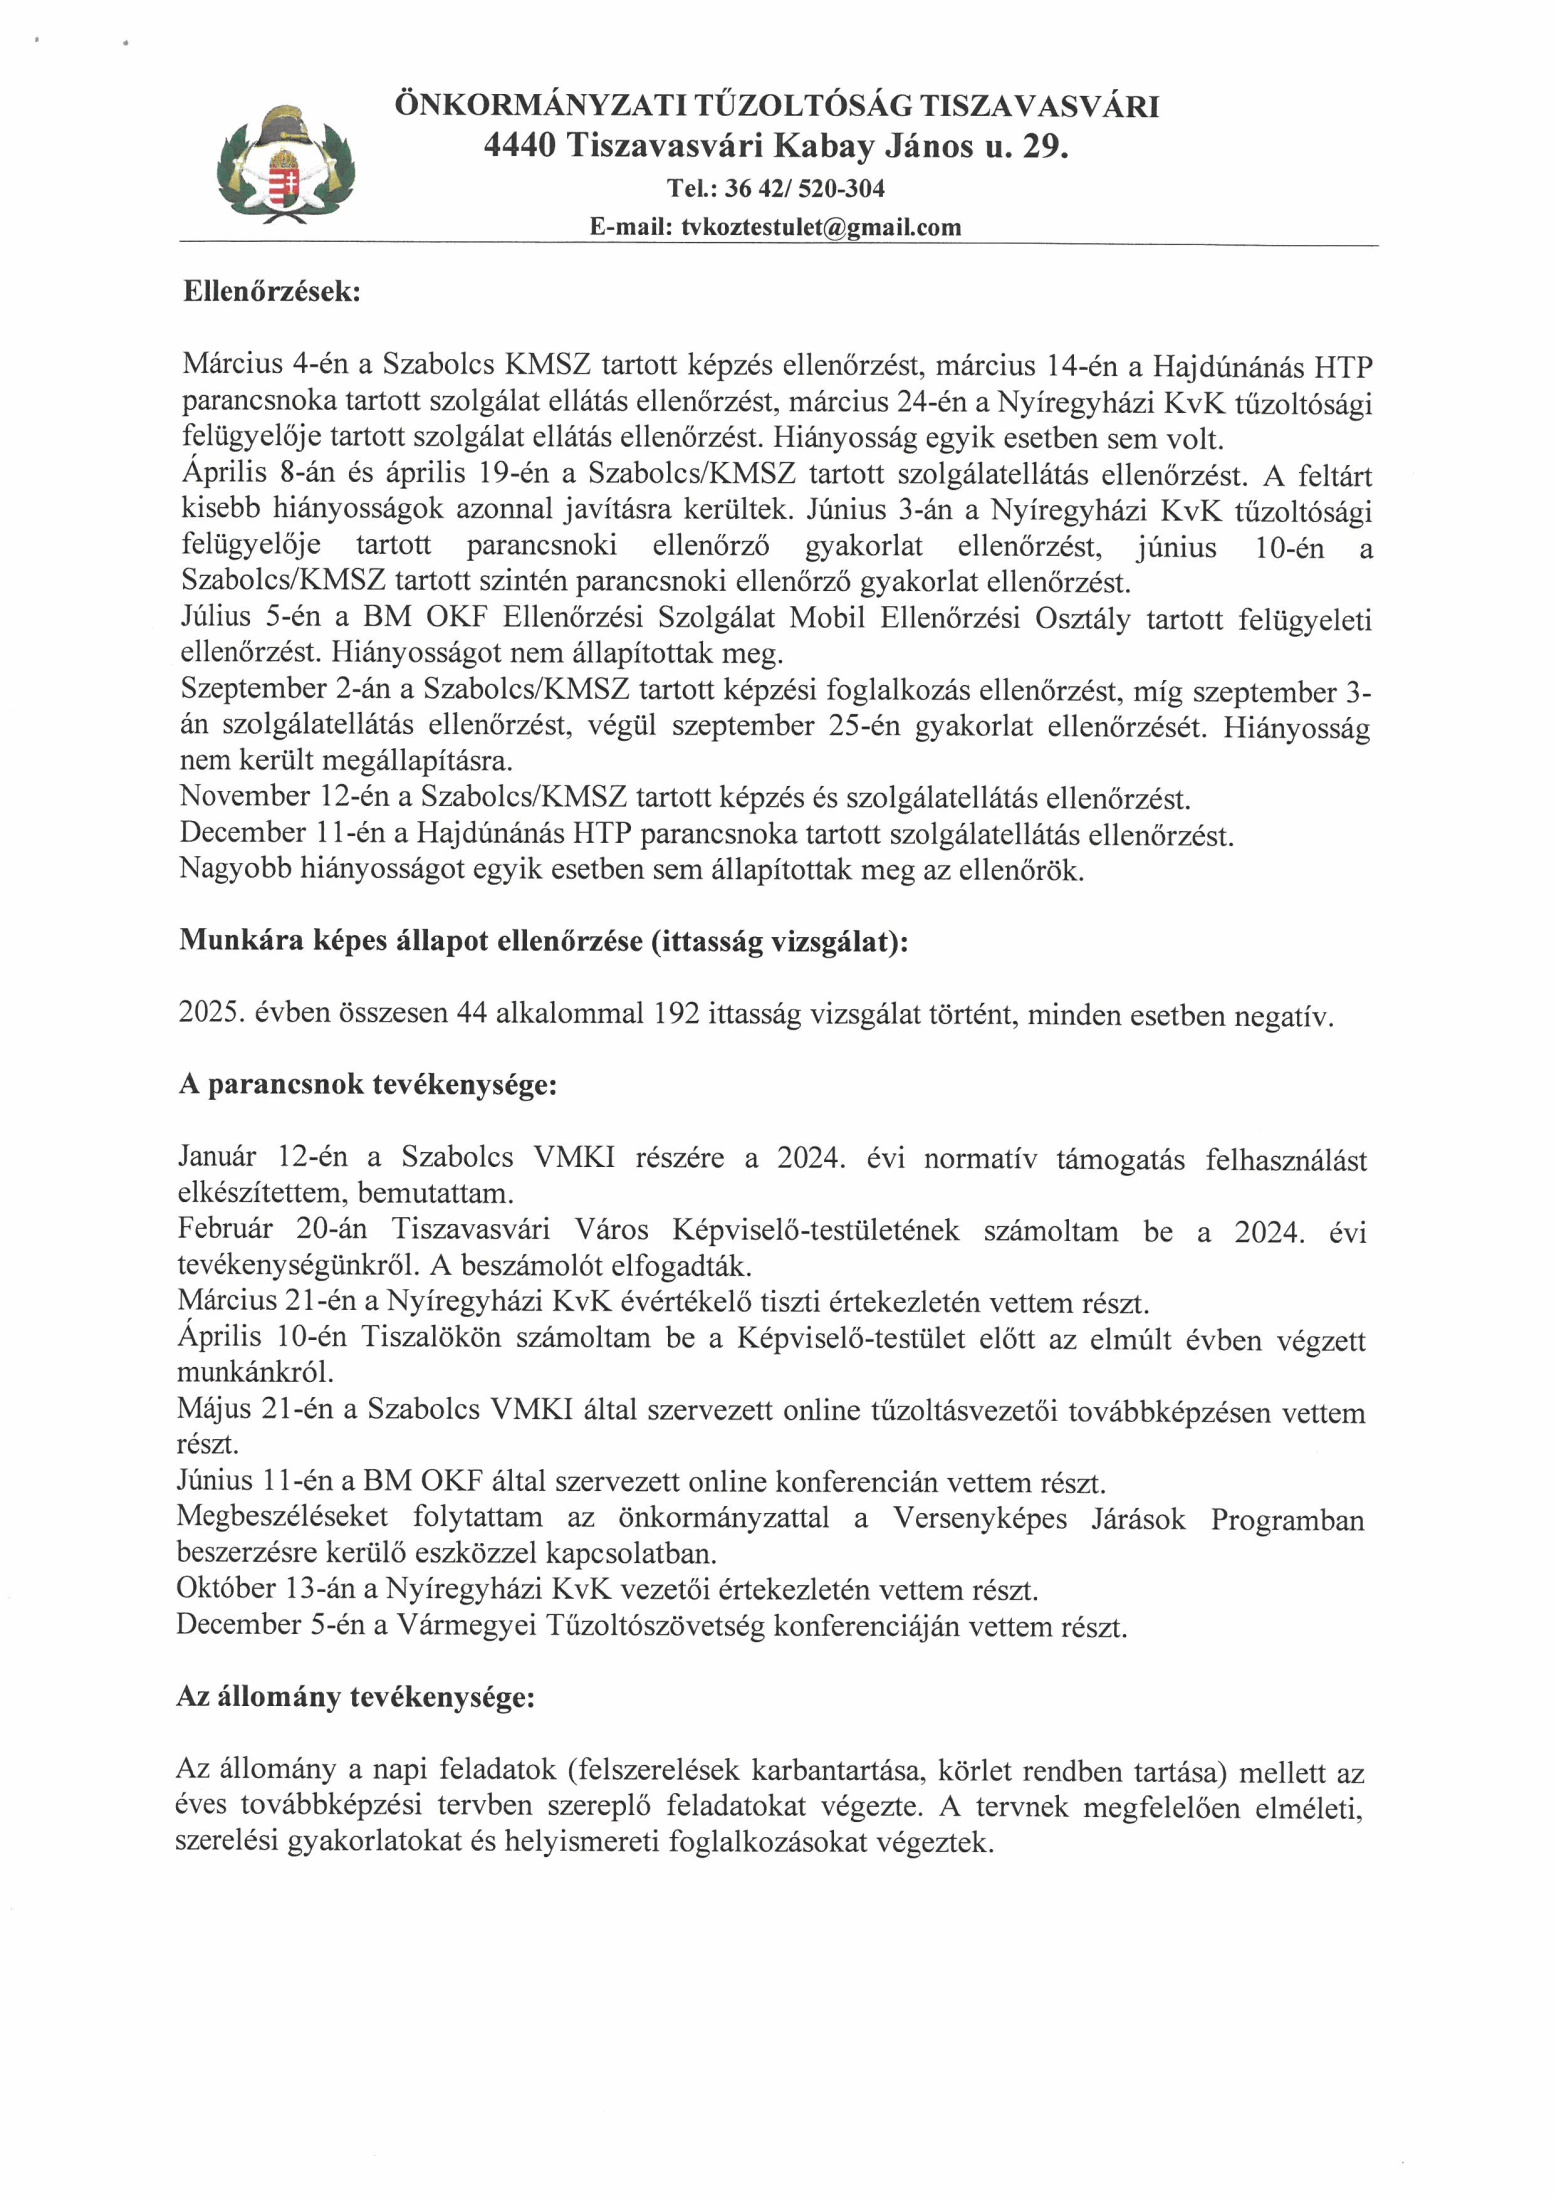 ÖNKORMÁNYZATI TŰZOLTÓSÁG TISZAVASVÁRI
4440 Tiszavasvári Kabay János u. 29.
Tel.: 36 42/ 520-304
E-mail: tvkoztestulet@gmail.com
Ellenőrzések:
Március 4-én a Szabolcs KMSZ tartott képzés ellenőrzést, március 14-én a Hajdúnánás HTP
parancsnoka tartott szolgálat ellátás ellenőrzést, március 24-én a Nyíregyházi KvK tűzoltósági
felügyelője tartott szolgálat ellátás ellenőrzést. Hiányosság egyik esetben sem volt.
Április 8-án és április 19-én a Szabolcs/KMSZ tartott szolgálatellátás ellenőrzést. A feltárt
kisebb hiányosságok azonnal javításra kerültek. Június 3-án a Nyíregyházi KvK tűzoltósági
felügyelője tartott parancsnoki ellenőrző gyakorlat ellenőrzést, június 10-én a
Szabolcs/KMSZ tartott szintén parancsnoki ellenőrző gyakorlat ellenőrzést.
Július 5-én a BM OKF Ellenőrzési Szolgálat Mobil Ellenőrzési Osztály tartott felügyeleti
ellenőrzést. Hiányosságot nem állapítottak meg.
Szeptember 2-án a Szabolcs/KMSZ tartott képzési foglalkozás ellenőrzést, míg szeptember 3-
án szolgálatellátás ellenőrzést, végül szeptember 25-én gyakorlat ellenőrzését. Hiányosság
nem került megállapításra.
November 12-én a Szabolcs/KMSZ tartott képzés és szolgálatellátás ellenőrzést.
December 11-én a Hajdúnánás HTP parancsnoka tartott szolgálatellátás ellenőrzést.
Nagyobb hiányosságot egyik esetben sem állapítottak meg az ellenőrök.
Munkára képes állapot ellenőrzése (ittasság vizsgálat):
2025. évben összesen 44 alkalommal 192 ittasság vizsgálat történt, minden esetben negatív.
A parancsnok tevékenysége:
Január 12-én a Szabolcs VMKI részére a 2024. évi normatív támogatás felhasználást
elkészítettem, bemutattam.
Február 20-án Tiszavasvári Város Képviselő-testületének számoltam be a 2024. évi
tevékenységünkről. A beszámolót elfogadták.
Március 21-én a Nyíregyházi KvK évértékelő tiszti értekezletén vettem részt.
Április 10-én Tiszalökön számoltam be a Képviselő-testület előtt az elmúlt évben végzett
munkánkról.
Május 21-én a Szabolcs VMKI által szervezett online tűzoltásvezetői továbbképzésen vettem
részt.
Június 11-én a BM OKF által szervezett online konferencián vettem részt.
Megbeszéléseket folytattam az önkormányzattal a Versenyképes Járások Programban
beszerzésre kerülő eszközzel kapcsolatban.
Október 13-án a Nyíregyházi KvK vezetői értekezletén vettem részt.
December 5-én a Vármegyei Tűzoltószövetség konferenciáján vettem részt.
Az állomány tevékenysége:
Az állomány a napi feladatok (felszerelések karbantartása, körlet rendben tartása) mellett az
éves továbbképzési tervben szereplő feladatokat végezte. A tervnek megfelelően elméleti,
szerelési gyakorlatokat és helyismereti foglalkozásokat végeztek.